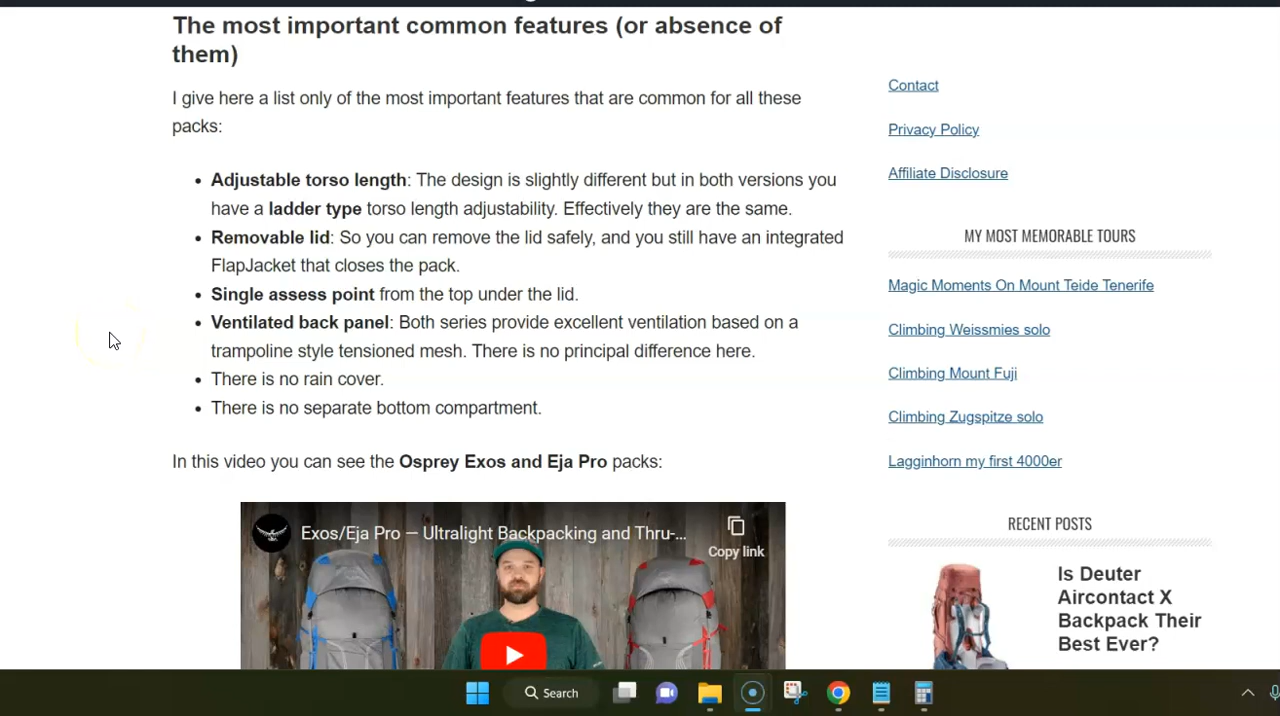 The most important common features (or absence of
them)
I give here a list only of the most important features that are common for all these
packs:
Adjustable torso length: The design is slightly different but in both versions you
have a ladder type torso length adjustability. Effectively they are the same.
Removable lid: So you can remove the lid safely, and you still have an integrated
FlapJacket that closes the pack.
Single assess point from the top under the lid.
Ventilated back panel: Both series provide excellent ventilation based on a
trampoline style tensioned mesh. There is no principal difference here.
There is no rain cover.
There is no separate bottom compartment.
In this video you can see the Osprey Exos and Eja Pro packs:
Exos/Eja Pro — Ultralight Backpacking and Thru-...
Copy link
Contact
Privacy Policy
Affiliate Disclosure
MY MOST MEMORABLE TOURS
Magic Moments On Mount Teide Tenerife
Climbing Weissmies solo
Climbing Mount Fuji
Climbing Zugspitze solo
Lagginhorn my first 4000er
RECENT POSTS
Is Deuter
Aircontact X
Backpack Their
Best Ever?
Search